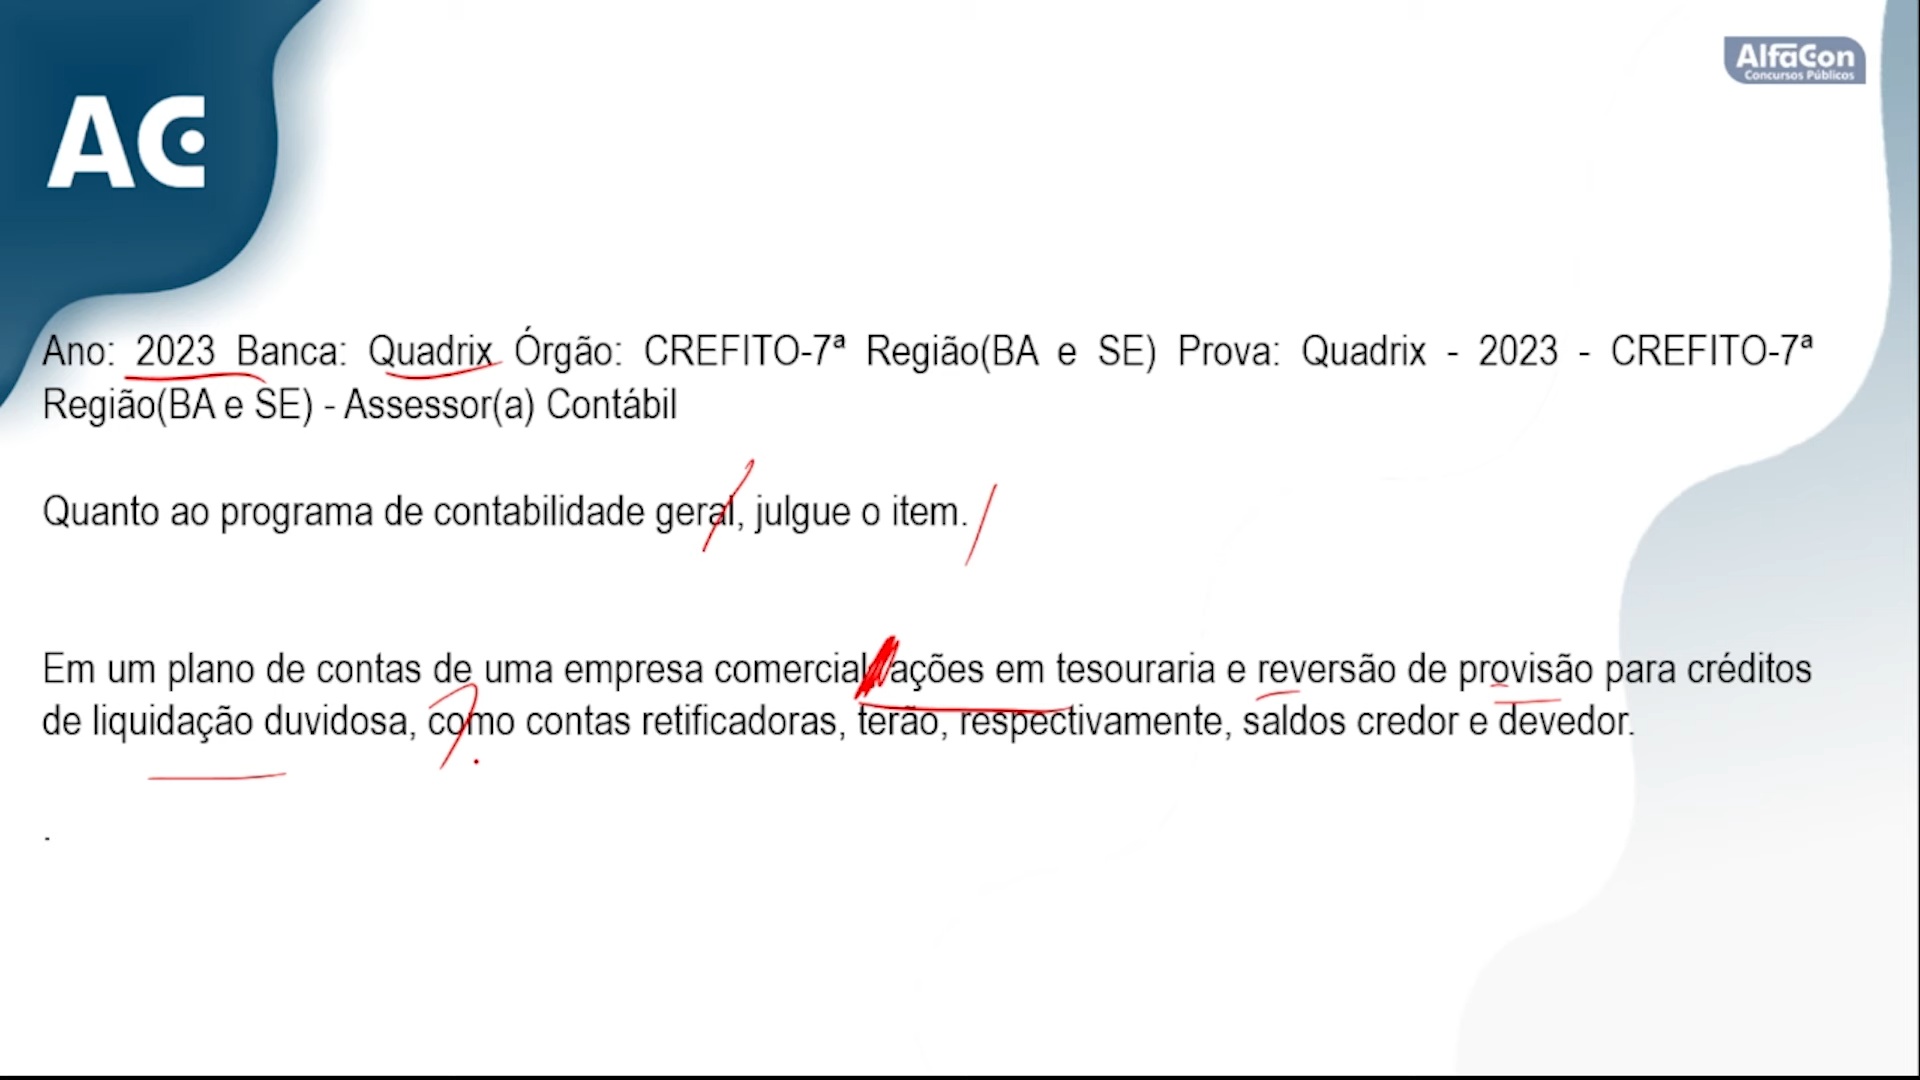 AC
AlfaCon
Concursos Públicos
Ano: 2023 Banca: Quadrix Órgão: CREFITO-7ª Região(BA e SE) Prova: Quadrix - 2023 - CREFITO-7ª
Região(BA e SE) - Assessor(a) Contábil
Quanto ao programa de contabilidade geral, julgue o item.
Em um plano de contas de uma empresa comercial, ações em tesouraria e reversão de provisão para créditos
de liquidação duvidosa, como contas retificadoras, terão, respectivamente, saldos credor e devedor.
.